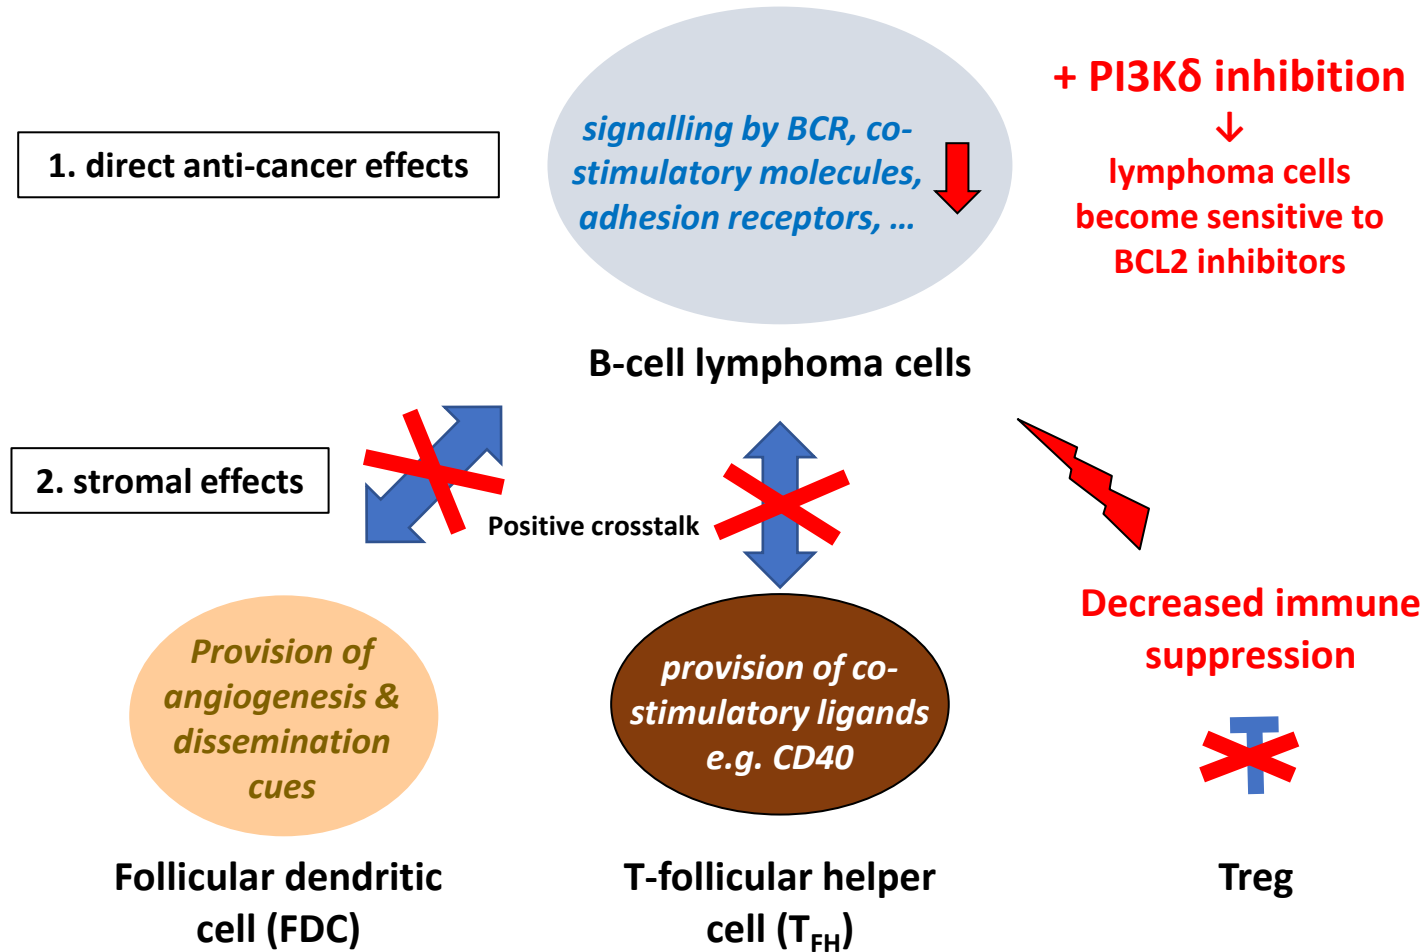 + PI3Kδ inhibition
↓
lymphoma cells
become sensitive to
BCL2 inhibitors
1. direct anti-cancer effects
signalling by BCR, co-
stimulatory molecules,
adhesion receptors, ...
B-cell lymphoma cells
2. stromal effects
Positive crosstalk
Decreased immune
suppression
Provision of
angiogenesis &
dissemination
cues
provision of co-
stimulatory ligands
e.g. CD40
Follicular dendritic
cell (FDC)
T-follicular helper
cell (TFH)
Treg